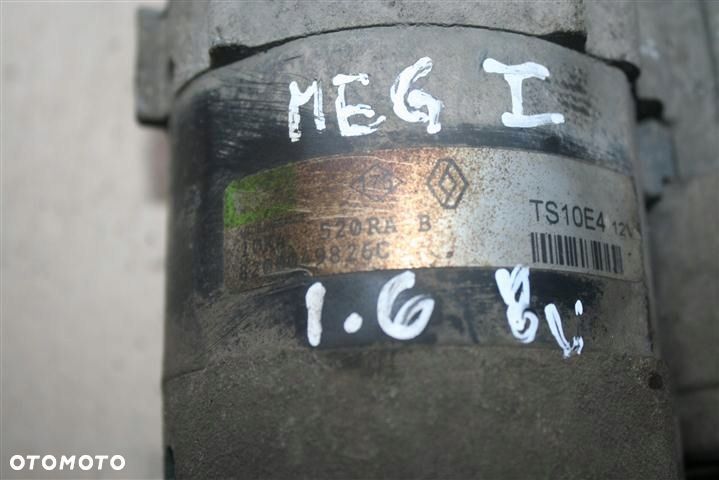 MEG I
TS10E4 12V
520RA B
1.6 8V
OTOMOTO